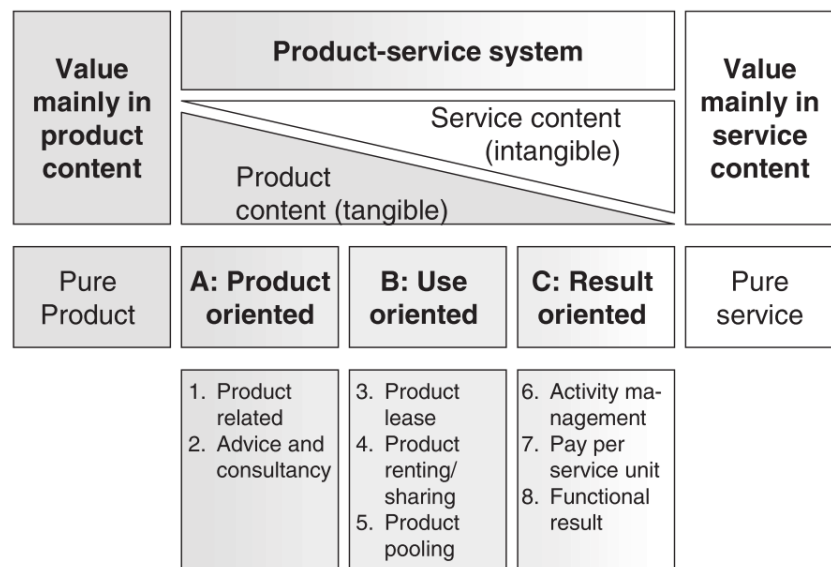 Value
mainly in
product
content
Product-service system
Service content
(intangible)
Product
content (tangible)
Value
mainly in
service
content
Pure
Product
A: Product
oriented
B: Use
oriented
C: Result
oriented
Pure
service
1. Product
related
2. Advice and
consultancy
3. Product
lease
4. Product
renting/
sharing
5. Product
pooling
6. Activity ma-
nagement
7. Pay per
service unit
8. Functional
result